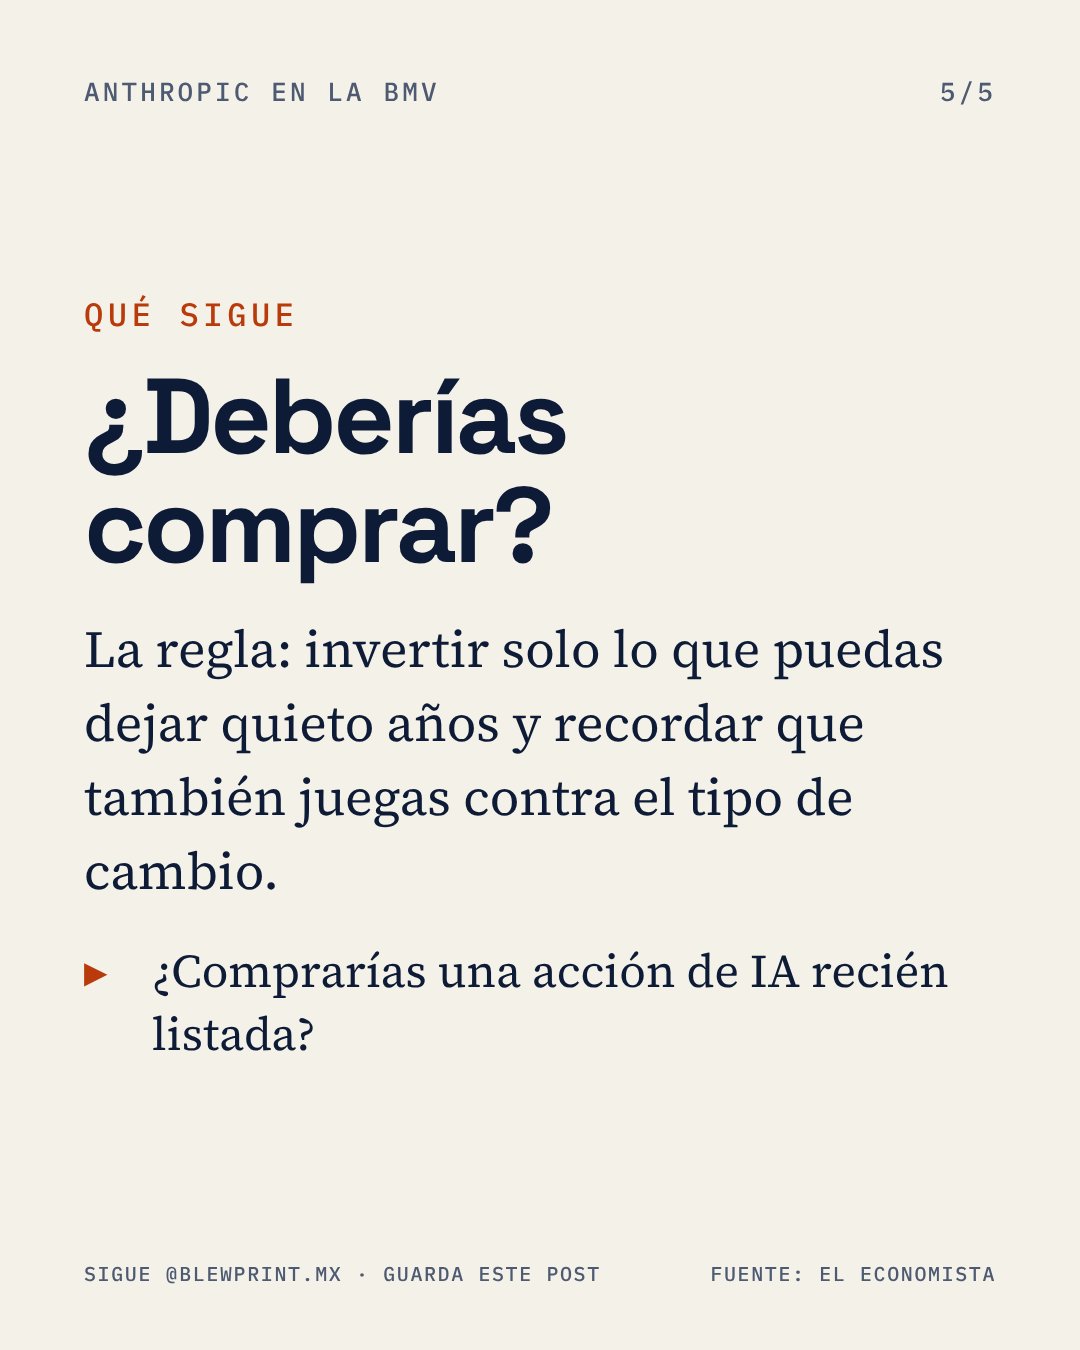 ANTHROPIC EN LA BMV
5/5
QUÉ SIGUE
¿Deberías
comprar?
La regla: invertir solo lo que puedas
dejar quieto años y recordar que
también juegas contra el tipo de
cambio.
▶ ¿Comprarías una acción de IA recién
listada?
SIGUE @BLEWPRINT.MX · GUARDA ESTE POST
FUENTE: EL ECONOMISTA